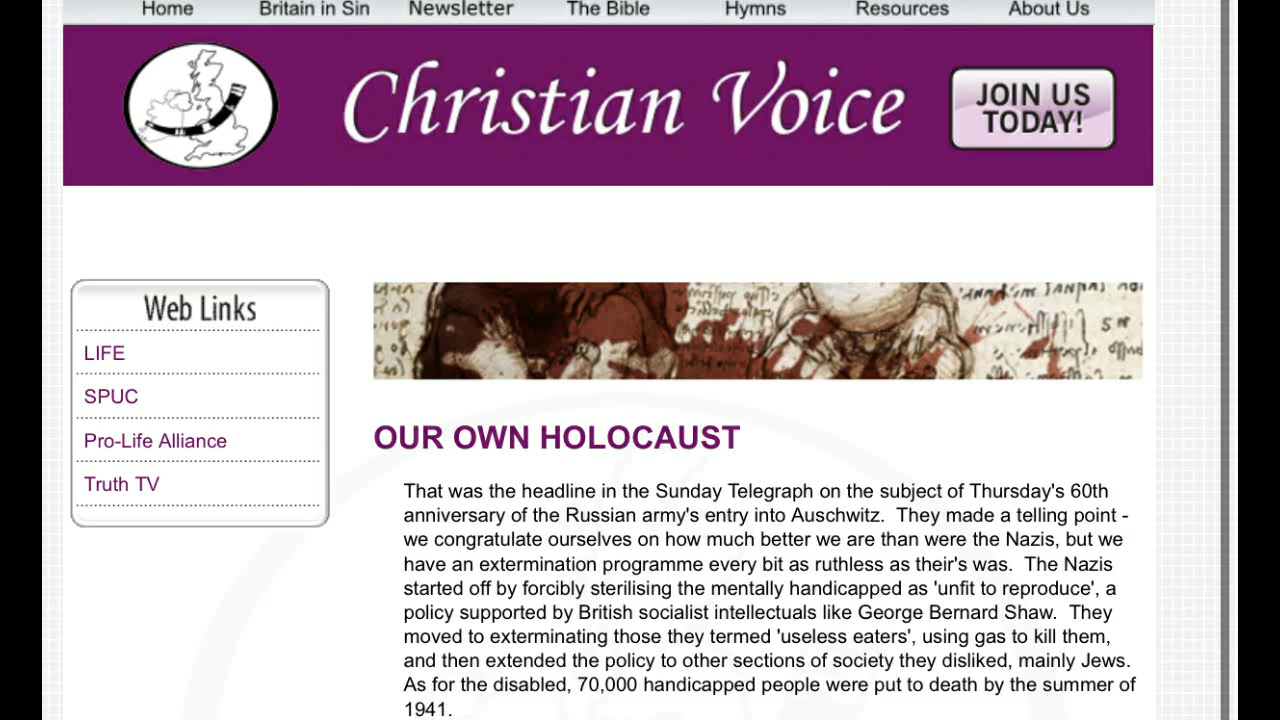 Home Britain in Sin Newsletter The Bible Hymns Resources About Us
Christian Voice
JOIN US
TODAY!
Web Links
LIFE
SPUC
Pro-Life Alliance
Truth TV
OUR OWN HOLOCAUST
That was the headline in the Sunday Telegraph on the subject of Thursday's 60th
anniversary of the Russian army's entry into Auschwitz.  They made a telling point -
we congratulate ourselves on how much better we are than were the Nazis, but we
have an extermination programme every bit as ruthless as their's was.  The Nazis
started off by forcibly sterilising the mentally handicapped as 'unfit to reproduce', a
policy supported by British socialist intellectuals like George Bernard Shaw.  They
moved to exterminating those they termed 'useless eaters', using gas to kill them,
and then extended the policy to other sections of society they disliked, mainly Jews.
As for the disabled, 70,000 handicapped people were put to death by the summer of
1941.